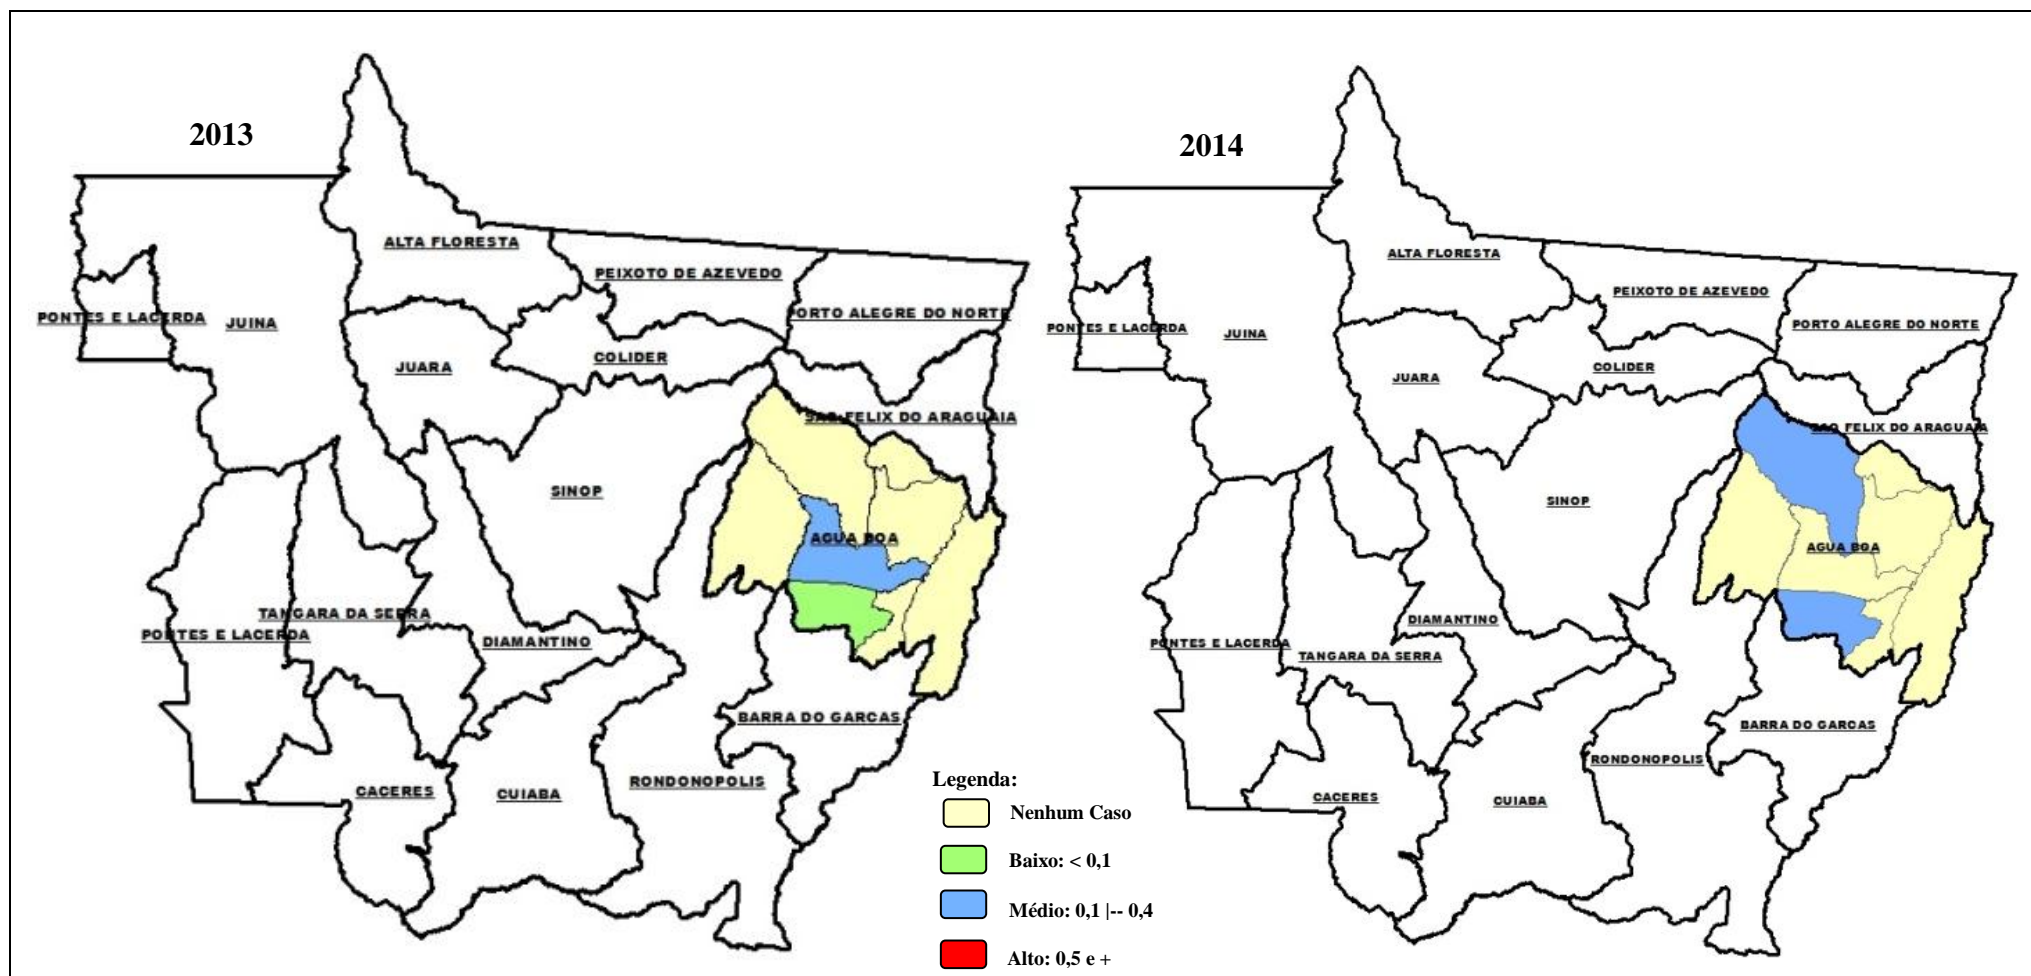 2013
ALTA FLORESTA
PEIXOTO DE AZEVEDO
PONTES E LACERDA
JUINA
PORTO ALEGRE DO NORTE
JUARA
COLIDER
SAO FELIX DO ARAGUAIA
SINOP
AGUA BOA
TANGARA DA SERRA
PONTES E LACERDA
DIAMANTINO
BARRA DO GARCAS
RONDONOPOLIS
CACERES
CUIABA
2014
ALTA FLORESTA
PEIXOTO DE AZEVEDO
PONTES E LACERDA
JUINA
PORTO ALEGRE DO NORTE
JUARA
COLIDER
SAO FELIX DO ARAGUAIA
SINOP
AGUA BOA
DIAMANTINO
PONTES E LACERDA
TANGARA DA SERRA
BARRA DO GARCAS
RONDONOPOLIS
CACERES
CUIABA
Legenda:
Nenhum Caso
Baixo: < 0,1
Médio: 0,1 |-- 0,4
Alto: 0,5 e +